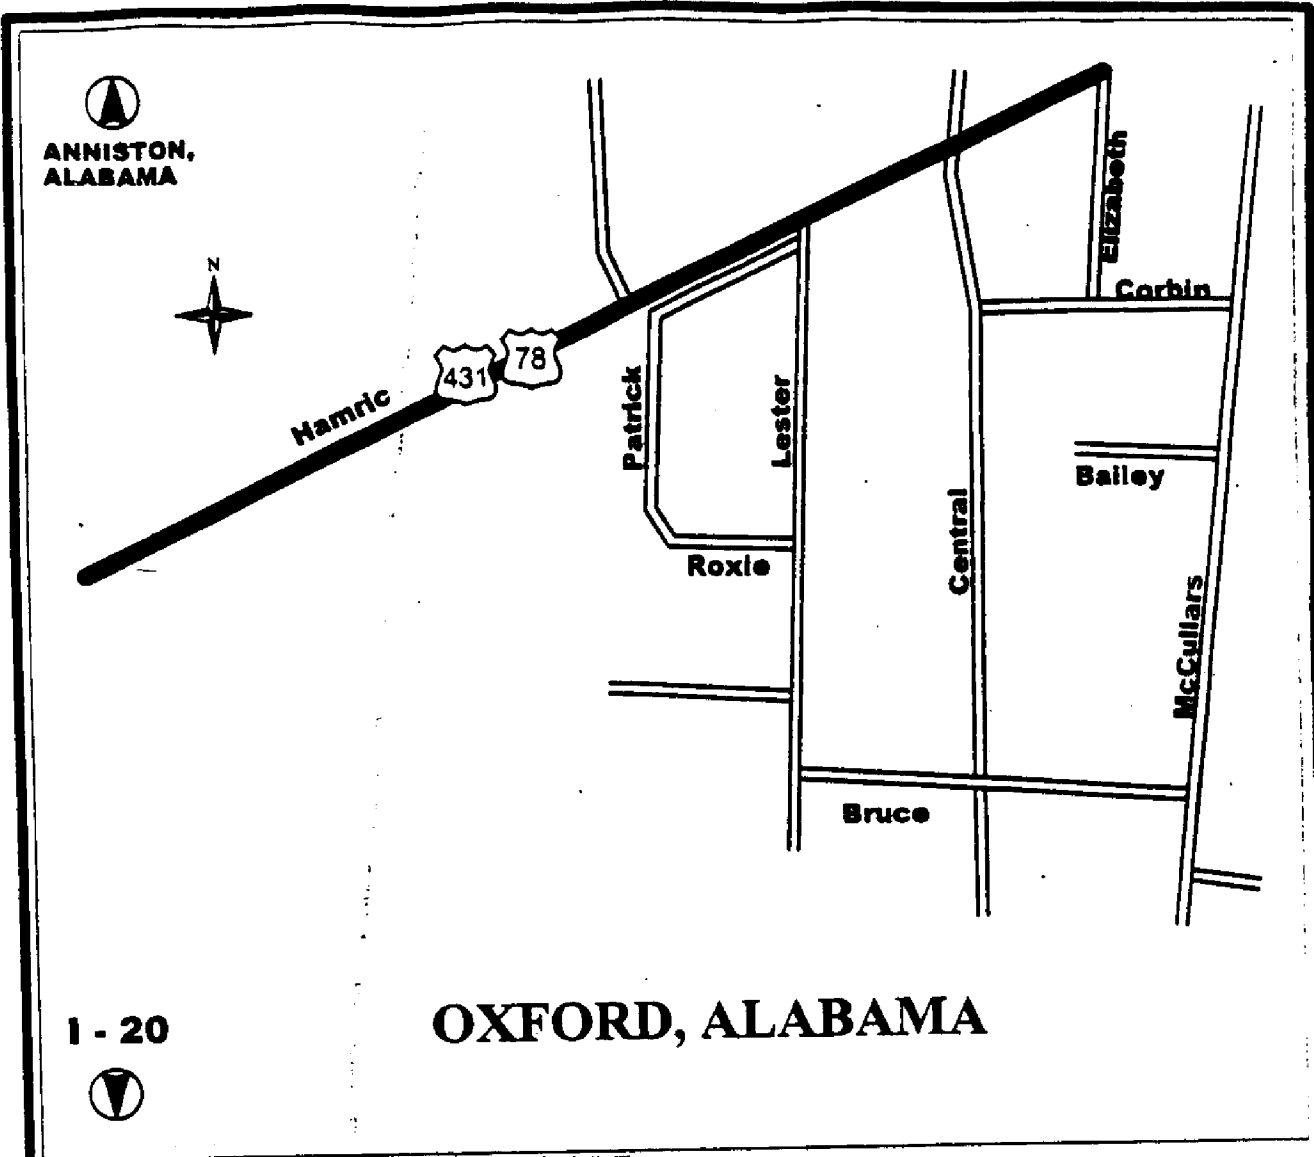 ANNISTON,
ALABAMA
N
Elizabeth
Corbin
78
431
Hamric
Patrick
Lester
Bailey
Central
Roxie
McCullars
Bruce
I - 20
OXFORD, ALABAMA